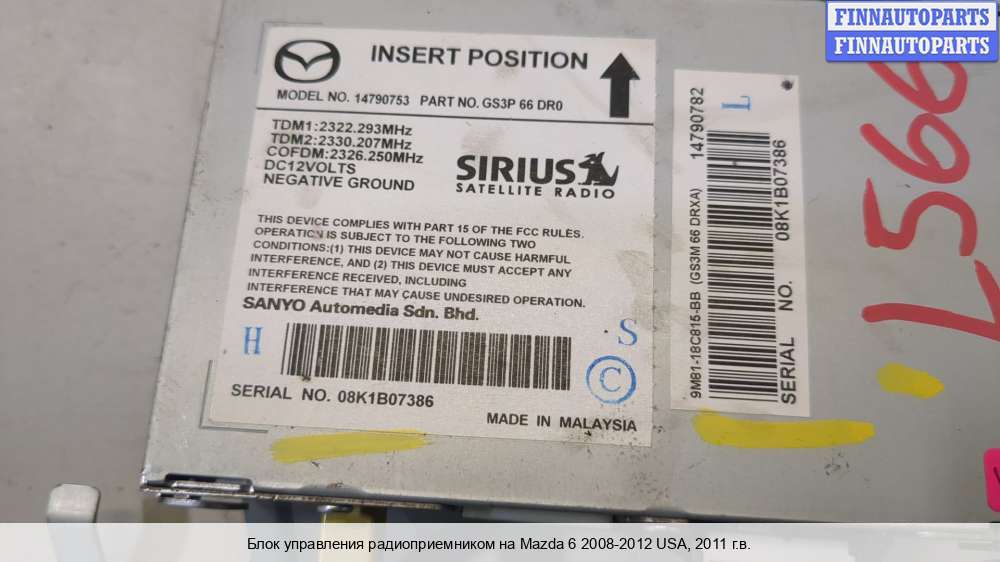 FINNAUTOPARTS
FINNAUTOPARTS
INSERT POSITION
MODEL NO. 14790753 PART NO. GS3P 66 DR0
TDM1:2322.293MHz
TDM2:2330.207MHz
COFDM:2326.250MHz
DC12VOLTS
NEGATIVE GROUND
SIRIUS
SATELLITE RADIO
THIS DEVICE COMPLIES WITH PART 15 OF THE FCC RULES.
OPERATION IS SUBJECT TO THE FOLLOWING TWO
CONDITIONS:(1) THIS DEVICE MAY NOT CAUSE HARMFUL
INTERFERENCE, AND (2) THIS DEVICE MUST ACCEPT ANY
INTERFERENCE RECEIVED, INCLUDING
INTERFERENCE THAT MAY CAUSE UNDESIRED OPERATION.
SANYO Automedia Sdn. Bhd.
H
S
C
SERIAL NO. 08K1B07386
MADE IN MALAYSIA
9M81-18C815-BB (GS3M 66 DRXA) 14790782
L
SERIAL NO. 08K1B07386
L566
Блок управления радиоприемником на Mazda 6 2008-2012 USA, 2011 г.в.